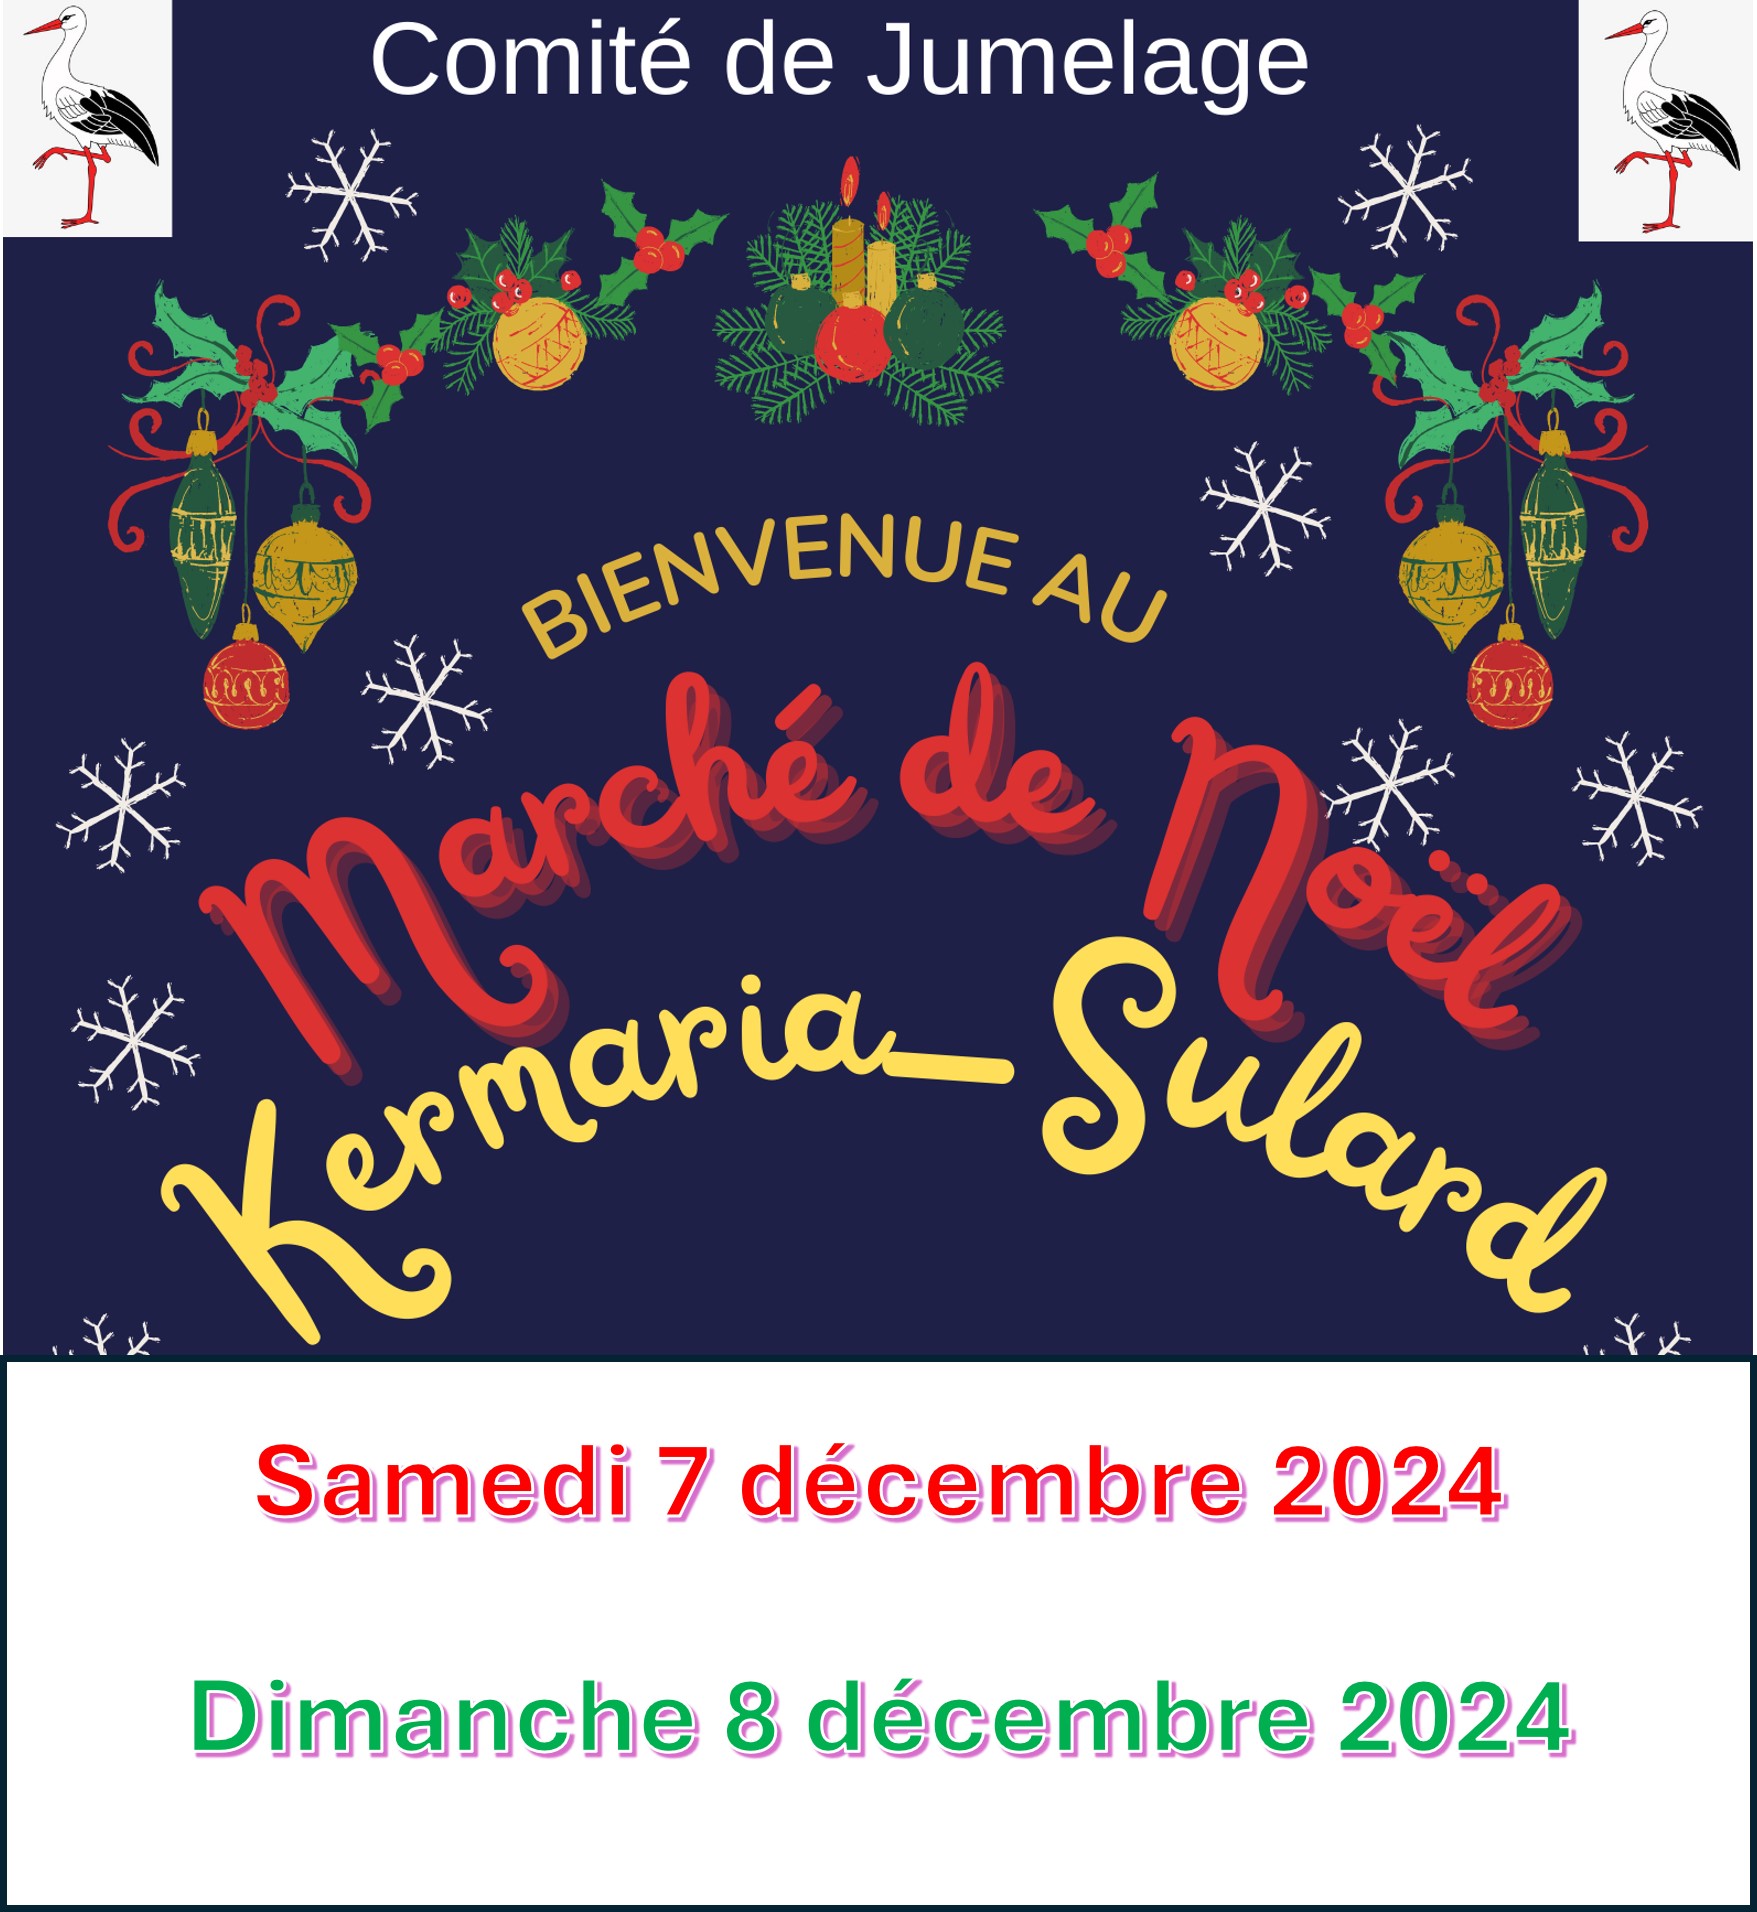 Comité de Jumelage
BIENVENUE AU
Marché de Noël
Kermaria_Sulard
Samedi 7 décembre 2024
Dimanche 8 décembre 2024